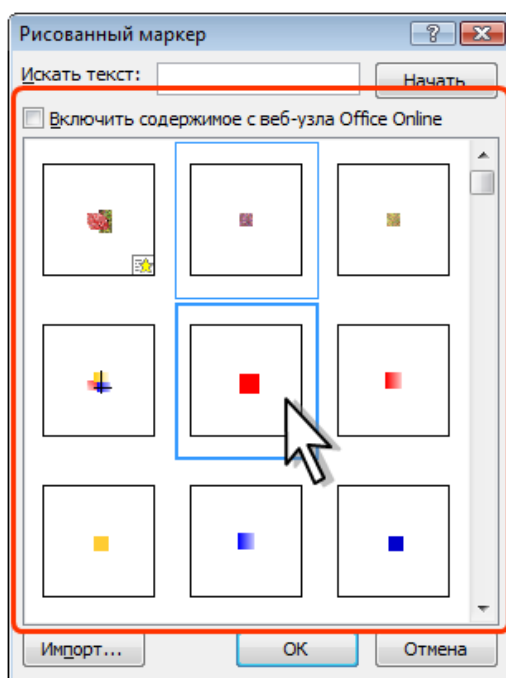 Рисованный маркер
Искать текст: Начать
Включить содержимое с веб-узла Office Online
Импорт... ОК Отмена